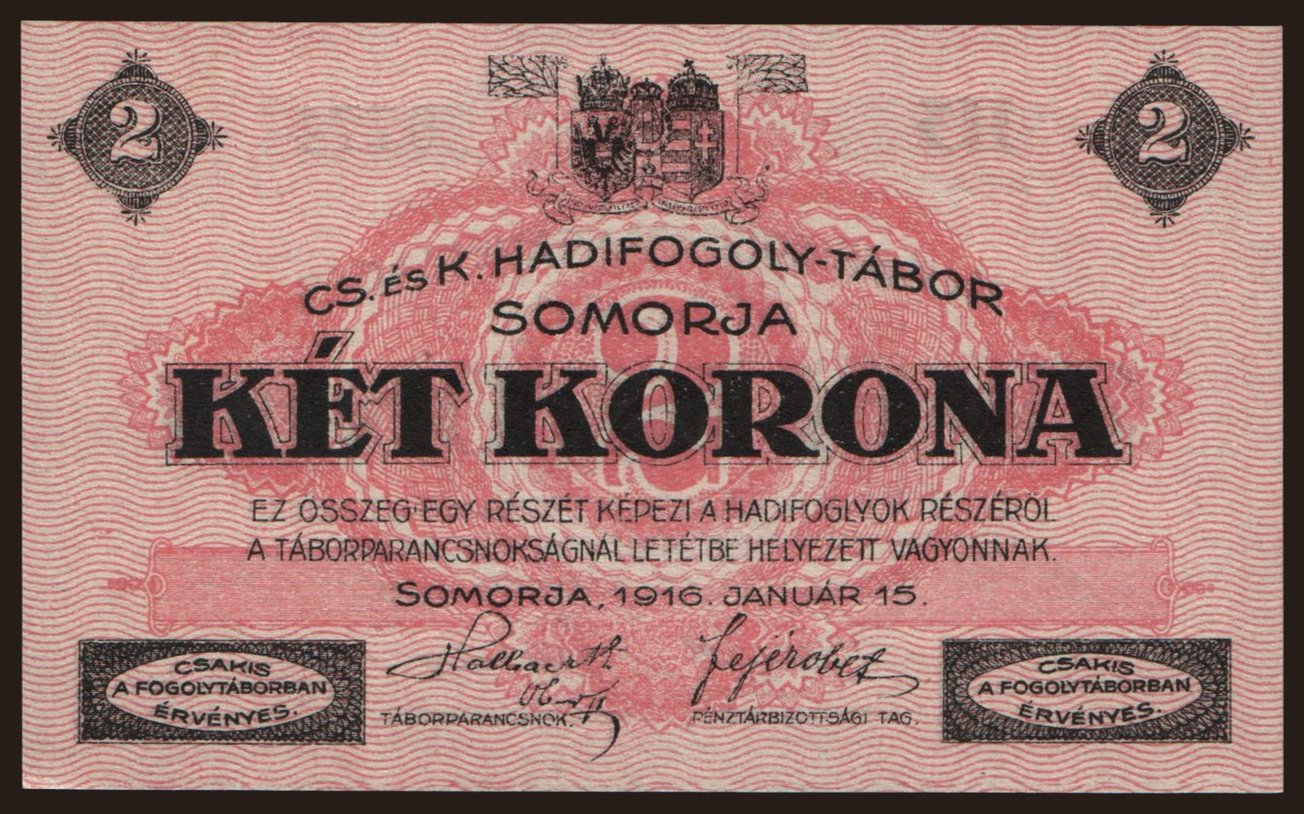 2
2
CS. ÉS K. HADIFOGOLY-TÁBOR
SOMORJA
KÉT KORONA
EZ ÖSSZEG EGY RÉSZÉT KÉPEZI A HADIFOGLYOK RÉSZÉRŐL
A TÁBORPARANCSNOKSÁGNÁL LETÉTBE HELYEZETT VAGYONNAK.
SOMORJA, 1916. JANUÁR 15.
TÁBORPARANCSNOK.
PÉNZTÁRBIZOTTSÁGI TAG.
CSAKIS
A FOGOLYTÁBORBAN
ÉRVÉNYES.
CSAKIS
A FOGOLYTÁBORBAN
ÉRVÉNYES.